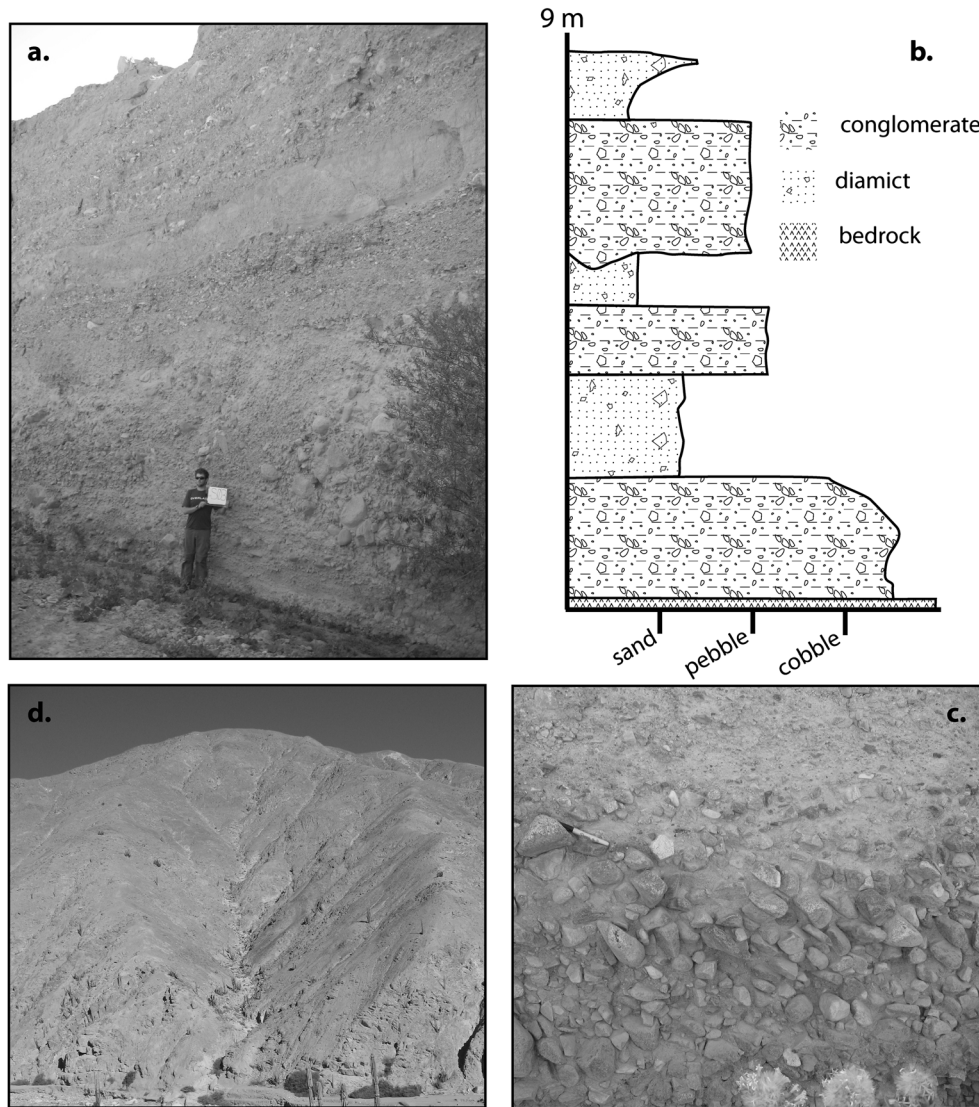 a.
9 m
b.
conglomerate
diamict
bedrock
sand
pebble
cobble
d.
c.